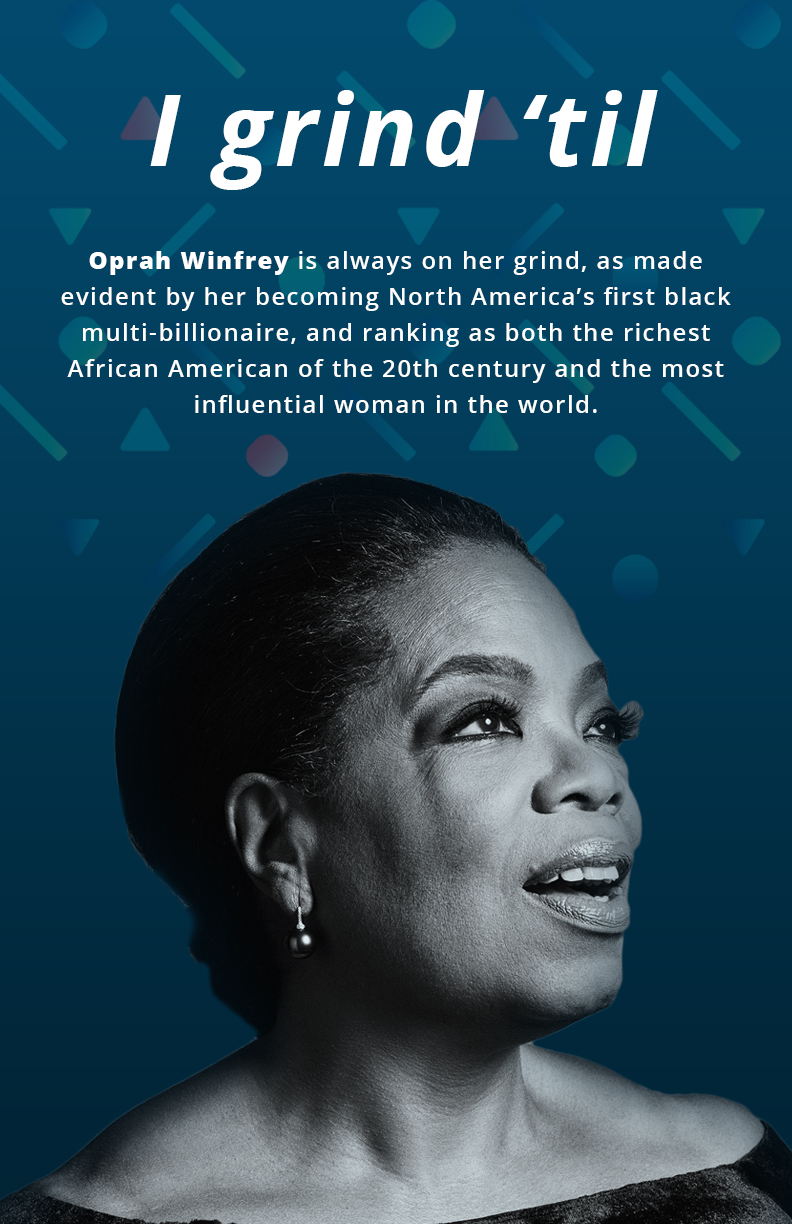 I grind ‘til
Oprah Winfrey is always on her grind, as made
evident by her becoming North America’s first black
multi-billionaire, and ranking as both the richest
African American of the 20th century and the most
influential woman in the world.